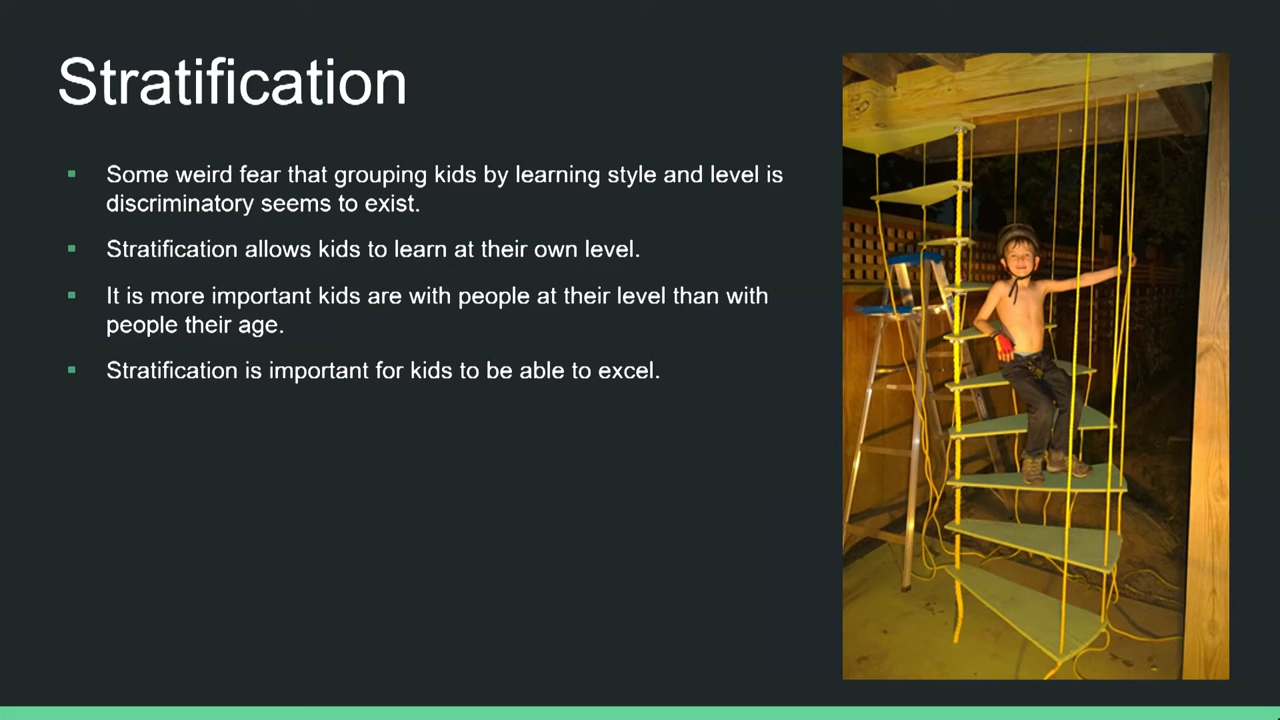 Stratification
Some weird fear that grouping kids by learning style and level is
discriminatory seems to exist.
Stratification allows kids to learn at their own level.
It is more important kids are with people at their level than with
people their age.
Stratification is important for kids to be able to excel.